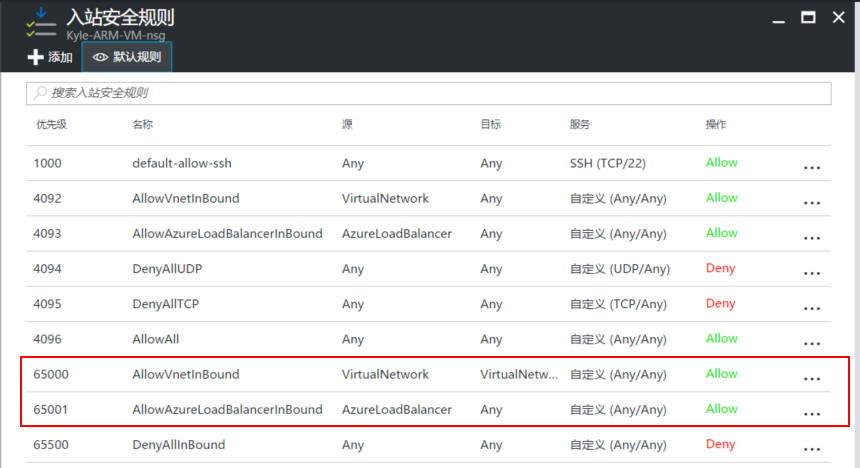 入站安全规则
Kyle-ARM-VM-nsg
添加 默认规则
搜索入站安全规则
优先级 名称 源 目标 服务 操作
1000 default-allow-ssh Any Any SSH (TCP/22) Allow ...
4092 AllowVnetInBound VirtualNetwork Any 自定义 (Any/Any) Allow ...
4093 AllowAzureLoadBalancerInBound AzureLoadBalancer Any 自定义 (Any/Any) Allow ...
4094 DenyAllUDP Any Any 自定义 (UDP/Any) Deny ...
4095 DenyAllTCP Any Any 自定义 (TCP/Any) Deny ...
4096 AllowAll Any Any 自定义 (Any/Any) Allow ...
65000 AllowVnetInBound VirtualNetwork VirtualNetw... 自定义 (Any/Any) Allow ...
65001 AllowAzureLoadBalancerInBound AzureLoadBalancer Any 自定义 (Any/Any) Allow ...
65500 DenyAllInBound Any Any 自定义 (Any/Any) Deny ...